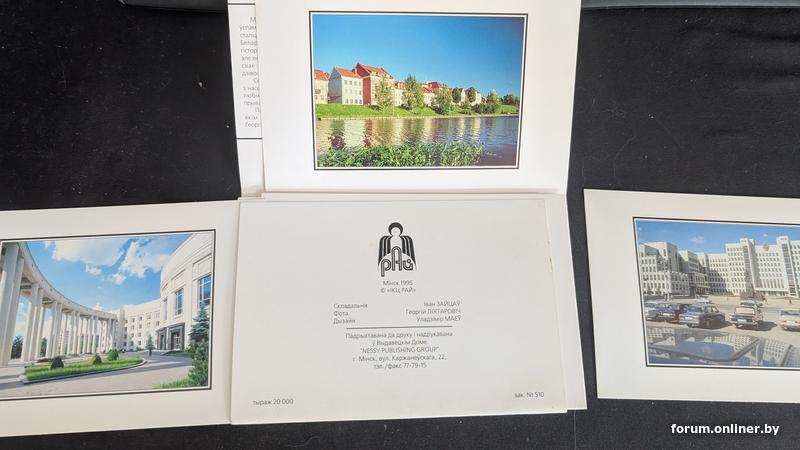 РАЙ
Мінск 1995
© «ІКЦ РАЙ»
Складальнік Іван ЗАЙЦАЎ
Фота Георгій ЛІХТАРОВІЧ
Дызайн Уладзімір МАЕЎ
Падрыхтавана да друку і надрукавана
ў Выдавецкім Доме
"NESSY PUBLISHING GROUP"
г. Мінск, вул. Каржанеўскага, 22,
тэл./факс 77-79-15
тыраж 20 000 зак. № 510
forum.onliner.by